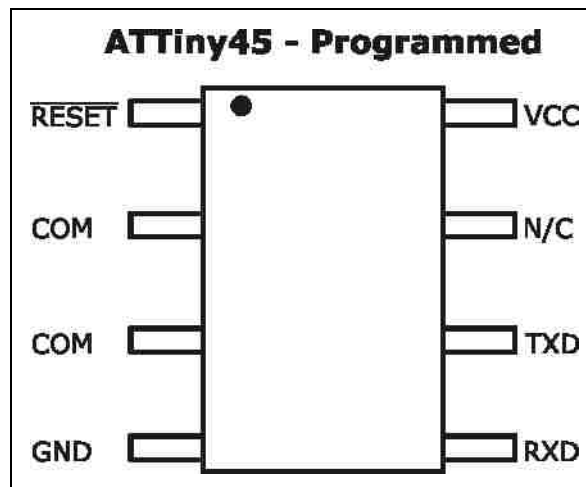 ATTiny45 - Programmed
RESET VCC
COM N/C
COM TXD
GND RXD